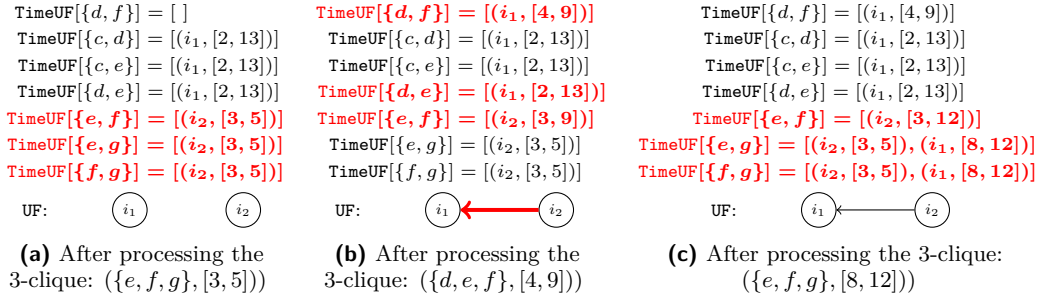 TimeUF[{d, f}] = [ ]
TimeUF[{c, d}] = [(i₁, [2, 13])]
TimeUF[{c, e}] = [(i₁, [2, 13])]
TimeUF[{d, e}] = [(i₁, [2, 13])]
TimeUF[{e, f}] = [(i₂, [3, 5])]
TimeUF[{e, g}] = [(i₂, [3, 5])]
TimeUF[{f, g}] = [(i₂, [3, 5])]
UF: i₁ i₂
(a) After processing the
3-clique: ({e, f, g}, [3, 5]))
TimeUF[{d, f}] = [(i₁, [4, 9])]
TimeUF[{c, d}] = [(i₁, [2, 13])]
TimeUF[{c, e}] = [(i₁, [2, 13])]
TimeUF[{d, e}] = [(i₁, [2, 13])]
TimeUF[{e, f}] = [(i₂, [3, 9])]
TimeUF[{e, g}] = [(i₂, [3, 5])]
TimeUF[{f, g}] = [(i₂, [3, 5])]
UF: i₁ i₂
(b) After processing the
3-clique: ({d, e, f}, [4, 9]))
TimeUF[{d, f}] = [(i₁, [4, 9])]
TimeUF[{c, d}] = [(i₁, [2, 13])]
TimeUF[{c, e}] = [(i₁, [2, 13])]
TimeUF[{d, e}] = [(i₁, [2, 13])]
TimeUF[{e, f}] = [(i₂, [3, 12])]
TimeUF[{e, g}] = [(i₂, [3, 5]), (i₁, [8, 12])]
TimeUF[{f, g}] = [(i₂, [3, 5]), (i₁, [8, 12])]
UF: i₁ i₂
(c) After processing the 3-clique:
({e, f, g}, [8, 12]))